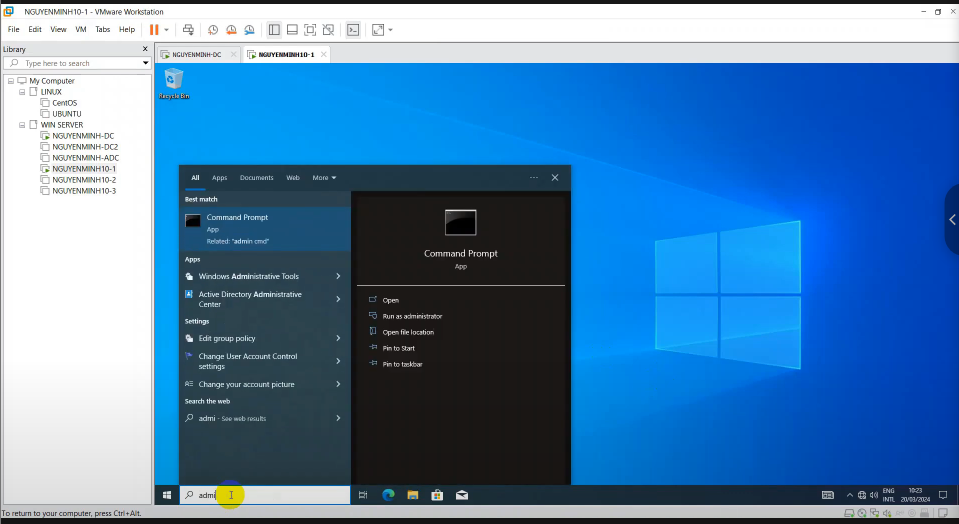 NGUYENMINH10-1 - VMware Workstation
File Edit View VM Tabs Help
Library
Type here to search
My Computer
LINUX
CentOS
UBUNTU
WIN SERVER
NGUYENMINH-DC
NGUYENMINH-DC2
NGUYENMINH-ADC
NGUYENMINH10-1
NGUYENMINH10-2
NGUYENMINH10-3
NGUYENMINH-DC
NGUYENMINH10-1
Recycle Bin
All Apps Documents Web More
Best match
Command Prompt
App
Related: "admin cmd"
Apps
Windows Administrative Tools
Active Directory Administrative
Center
Settings
Edit group policy
Change User Account Control
settings
Change your account picture
Search the web
admi - See web results
Command Prompt
App
Open
Run as administrator
Open file location
Pin to Start
Pin to taskbar
admi
ENG
INTL
10:23
20/03/2024
To return to your computer, press Ctrl+Alt.